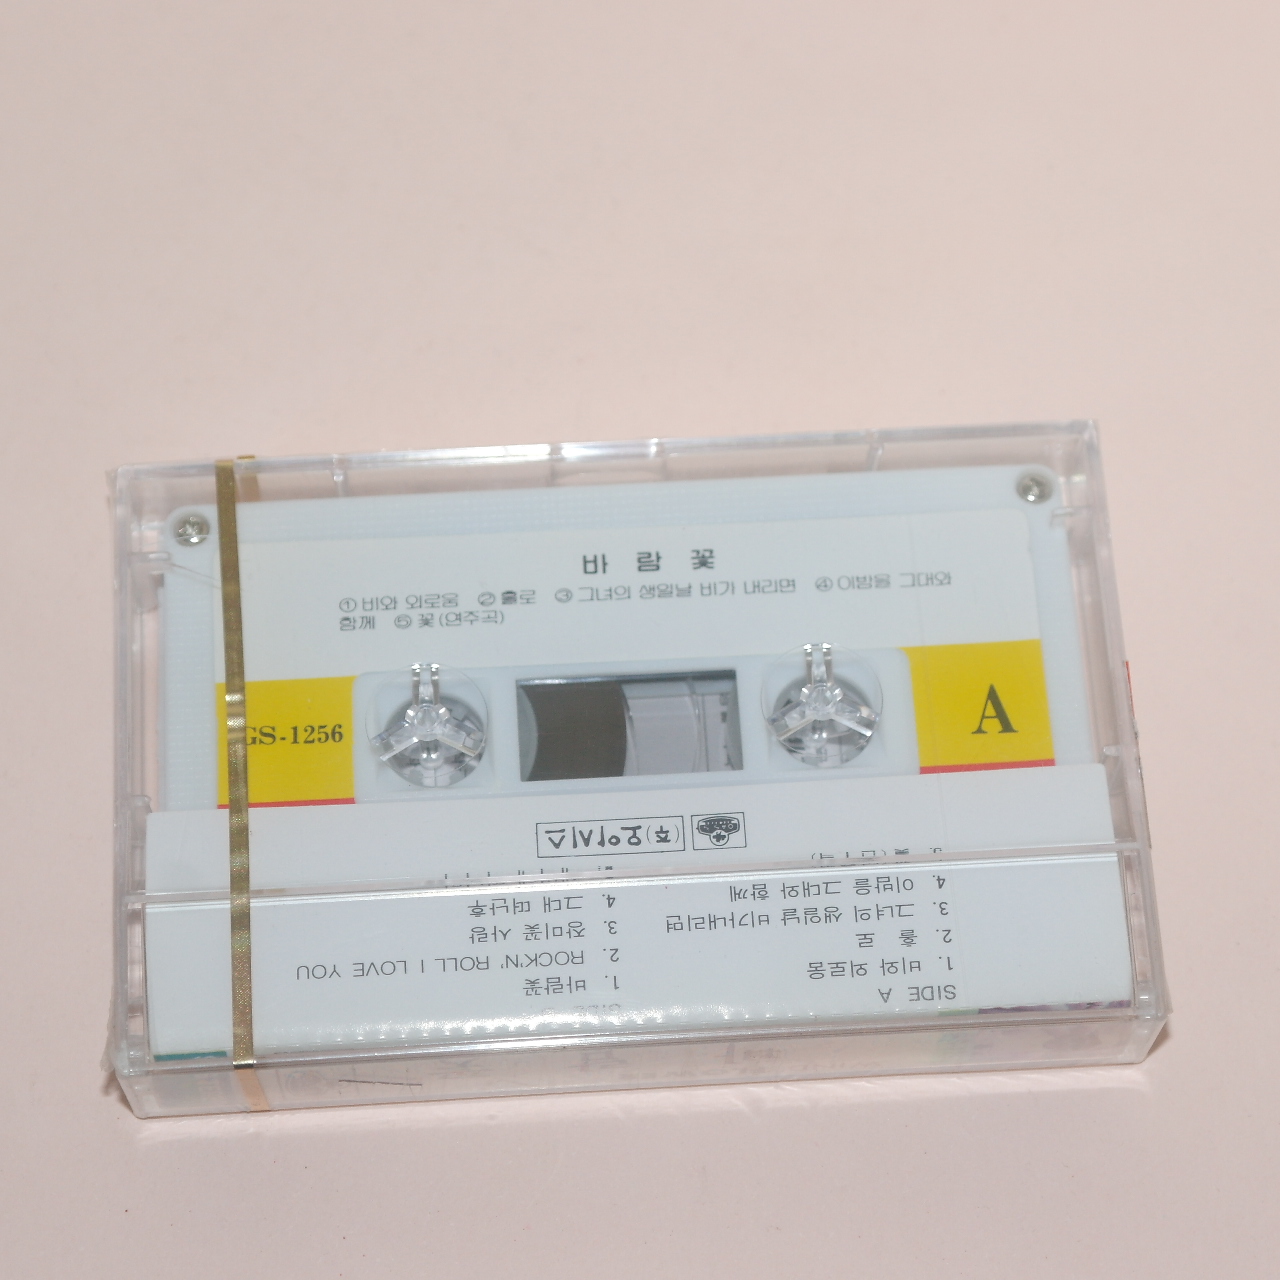 바 람 꽃
① 비와 외로움 ② 홀로 ③ 그녀의 생일날 비가 내리면 ④ 이밤을 그대와
함께 ⑤ 꽃 (연주곡)
GS-1256
A
(주)오아시스
SIDE A
1. 비와 외로움
2. 홀 로
3. 그녀의 생일날 비가내리면
4. 이밤을 그대와 함께
1. 바람꽃
2. ROCK'N' ROLL I LOVE YOU
3. 장미꽃 사랑
4. 그대 떠난후